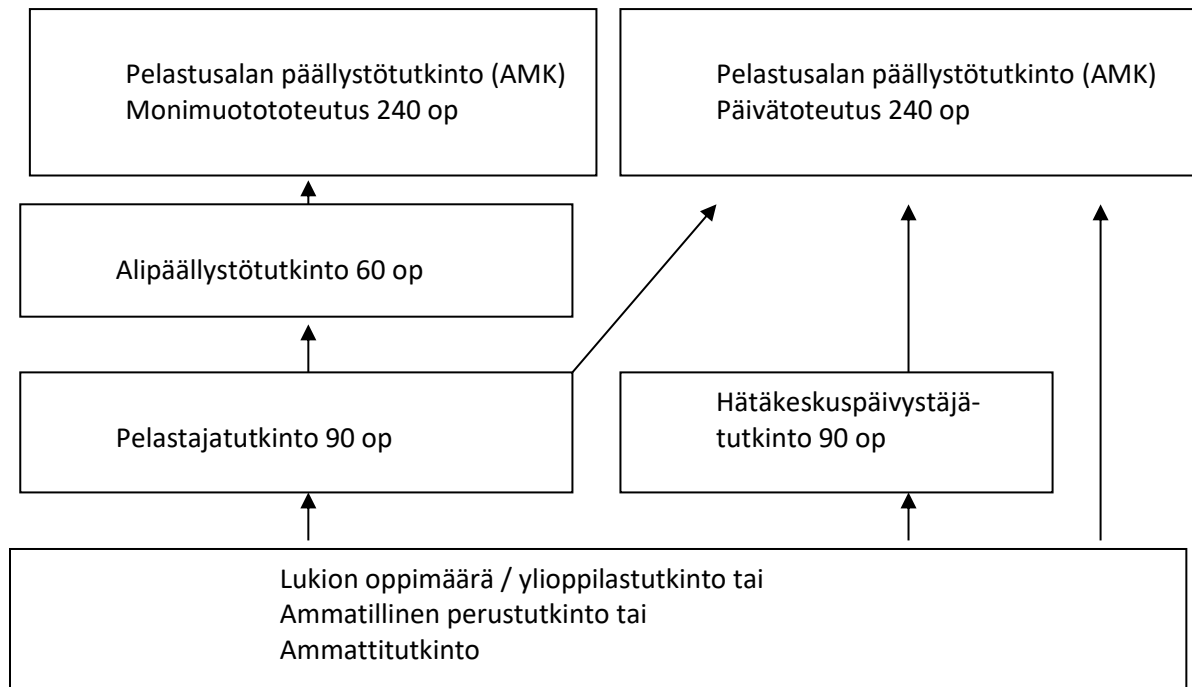 Pelastusalan päällystötutkinto (AMK)
Monimuotototeutus 240 op
Pelastusalan päällystötutkinto (AMK)
Päivätoteutus 240 op
Alipäällystötutkinto 60 op
Pelastajatutkinto 90 op
Hätäkeskuspäivystäjä-
tutkinto 90 op
Lukion oppimäärä / ylioppilastutkinto tai
Ammatillinen perustutkinto tai
Ammattitutkinto